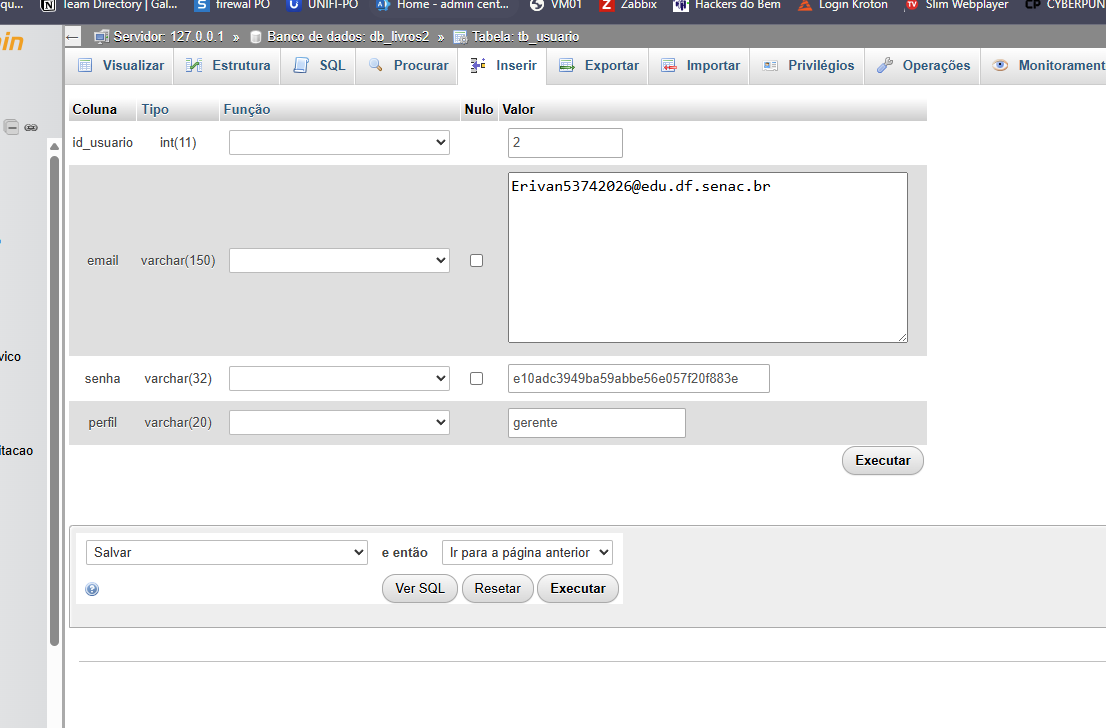 Team Directory | Gal...
firewal PO
UNIFI-PO
Home - admin cent...
VM01
Zabbix
Hackers do Bem
Login Kroton
Slim Webplayer
CYBERPUN
in
Servidor: 127.0.0.1 » Banco de dados: db_livros2 » Tabela: tb_usuario
Visualizar Estrutura SQL Procurar Inserir Exportar Importar Privilégios Operações Monitorament
Coluna Tipo Função Nulo Valor
id_usuario int(11) 2
Erivan53742026@edu.df.senac.br
email varchar(150)
vico
senha varchar(32) e10adc3949ba59abbe56e057f20f883e
perfil varchar(20) gerente
itacao
Executar
Salvar e então Ir para a página anterior
Ver SQL Resetar Executar